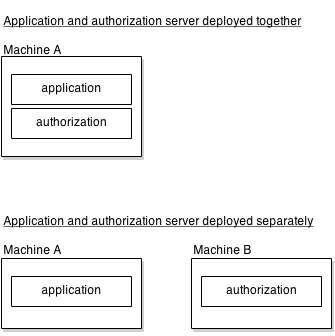 Application and authorization server deployed together
Machine A
application
authorization
Application and authorization server deployed separately
Machine A
Machine B
application
authorization